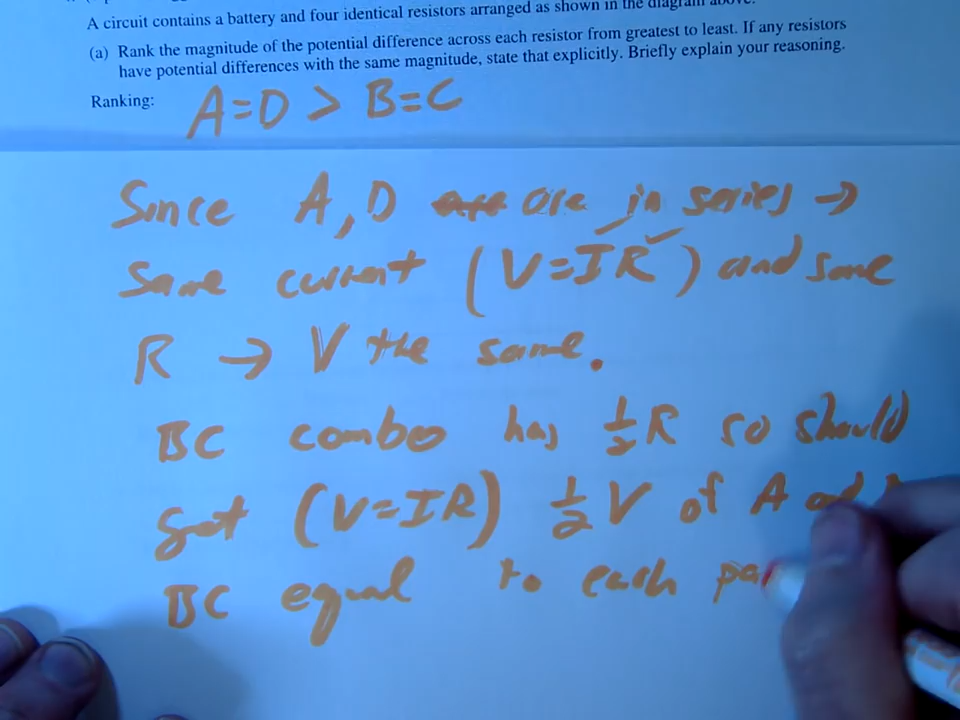 A circuit contains a battery and four identical resistors arranged as shown in the diagram above.
(a) Rank the magnitude of the potential difference across each resistor from greatest to least. If any resistors
have potential differences with the same magnitude, state that explicitly. Briefly explain your reasoning.
Ranking: A=D > B=C
Since A, D are in series →
same current (V=IR) and same
R → V the same.
BC combo has 1/2 R so should
get (V=IR) 1/2 V of A and
BC equal to each